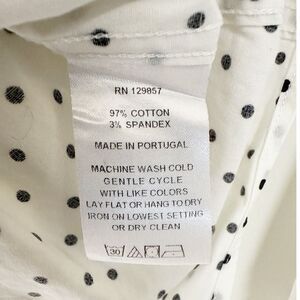 RN 129857
97% COTTON
3% SPANDEX
MADE IN PORTUGAL
MACHINE WASH COLD
GENTLE CYCLE
WITH LIKE COLORS
LAY FLAT OR HANG TO DRY
IRON ON LOWEST SETTING
OR DRY CLEAN
30